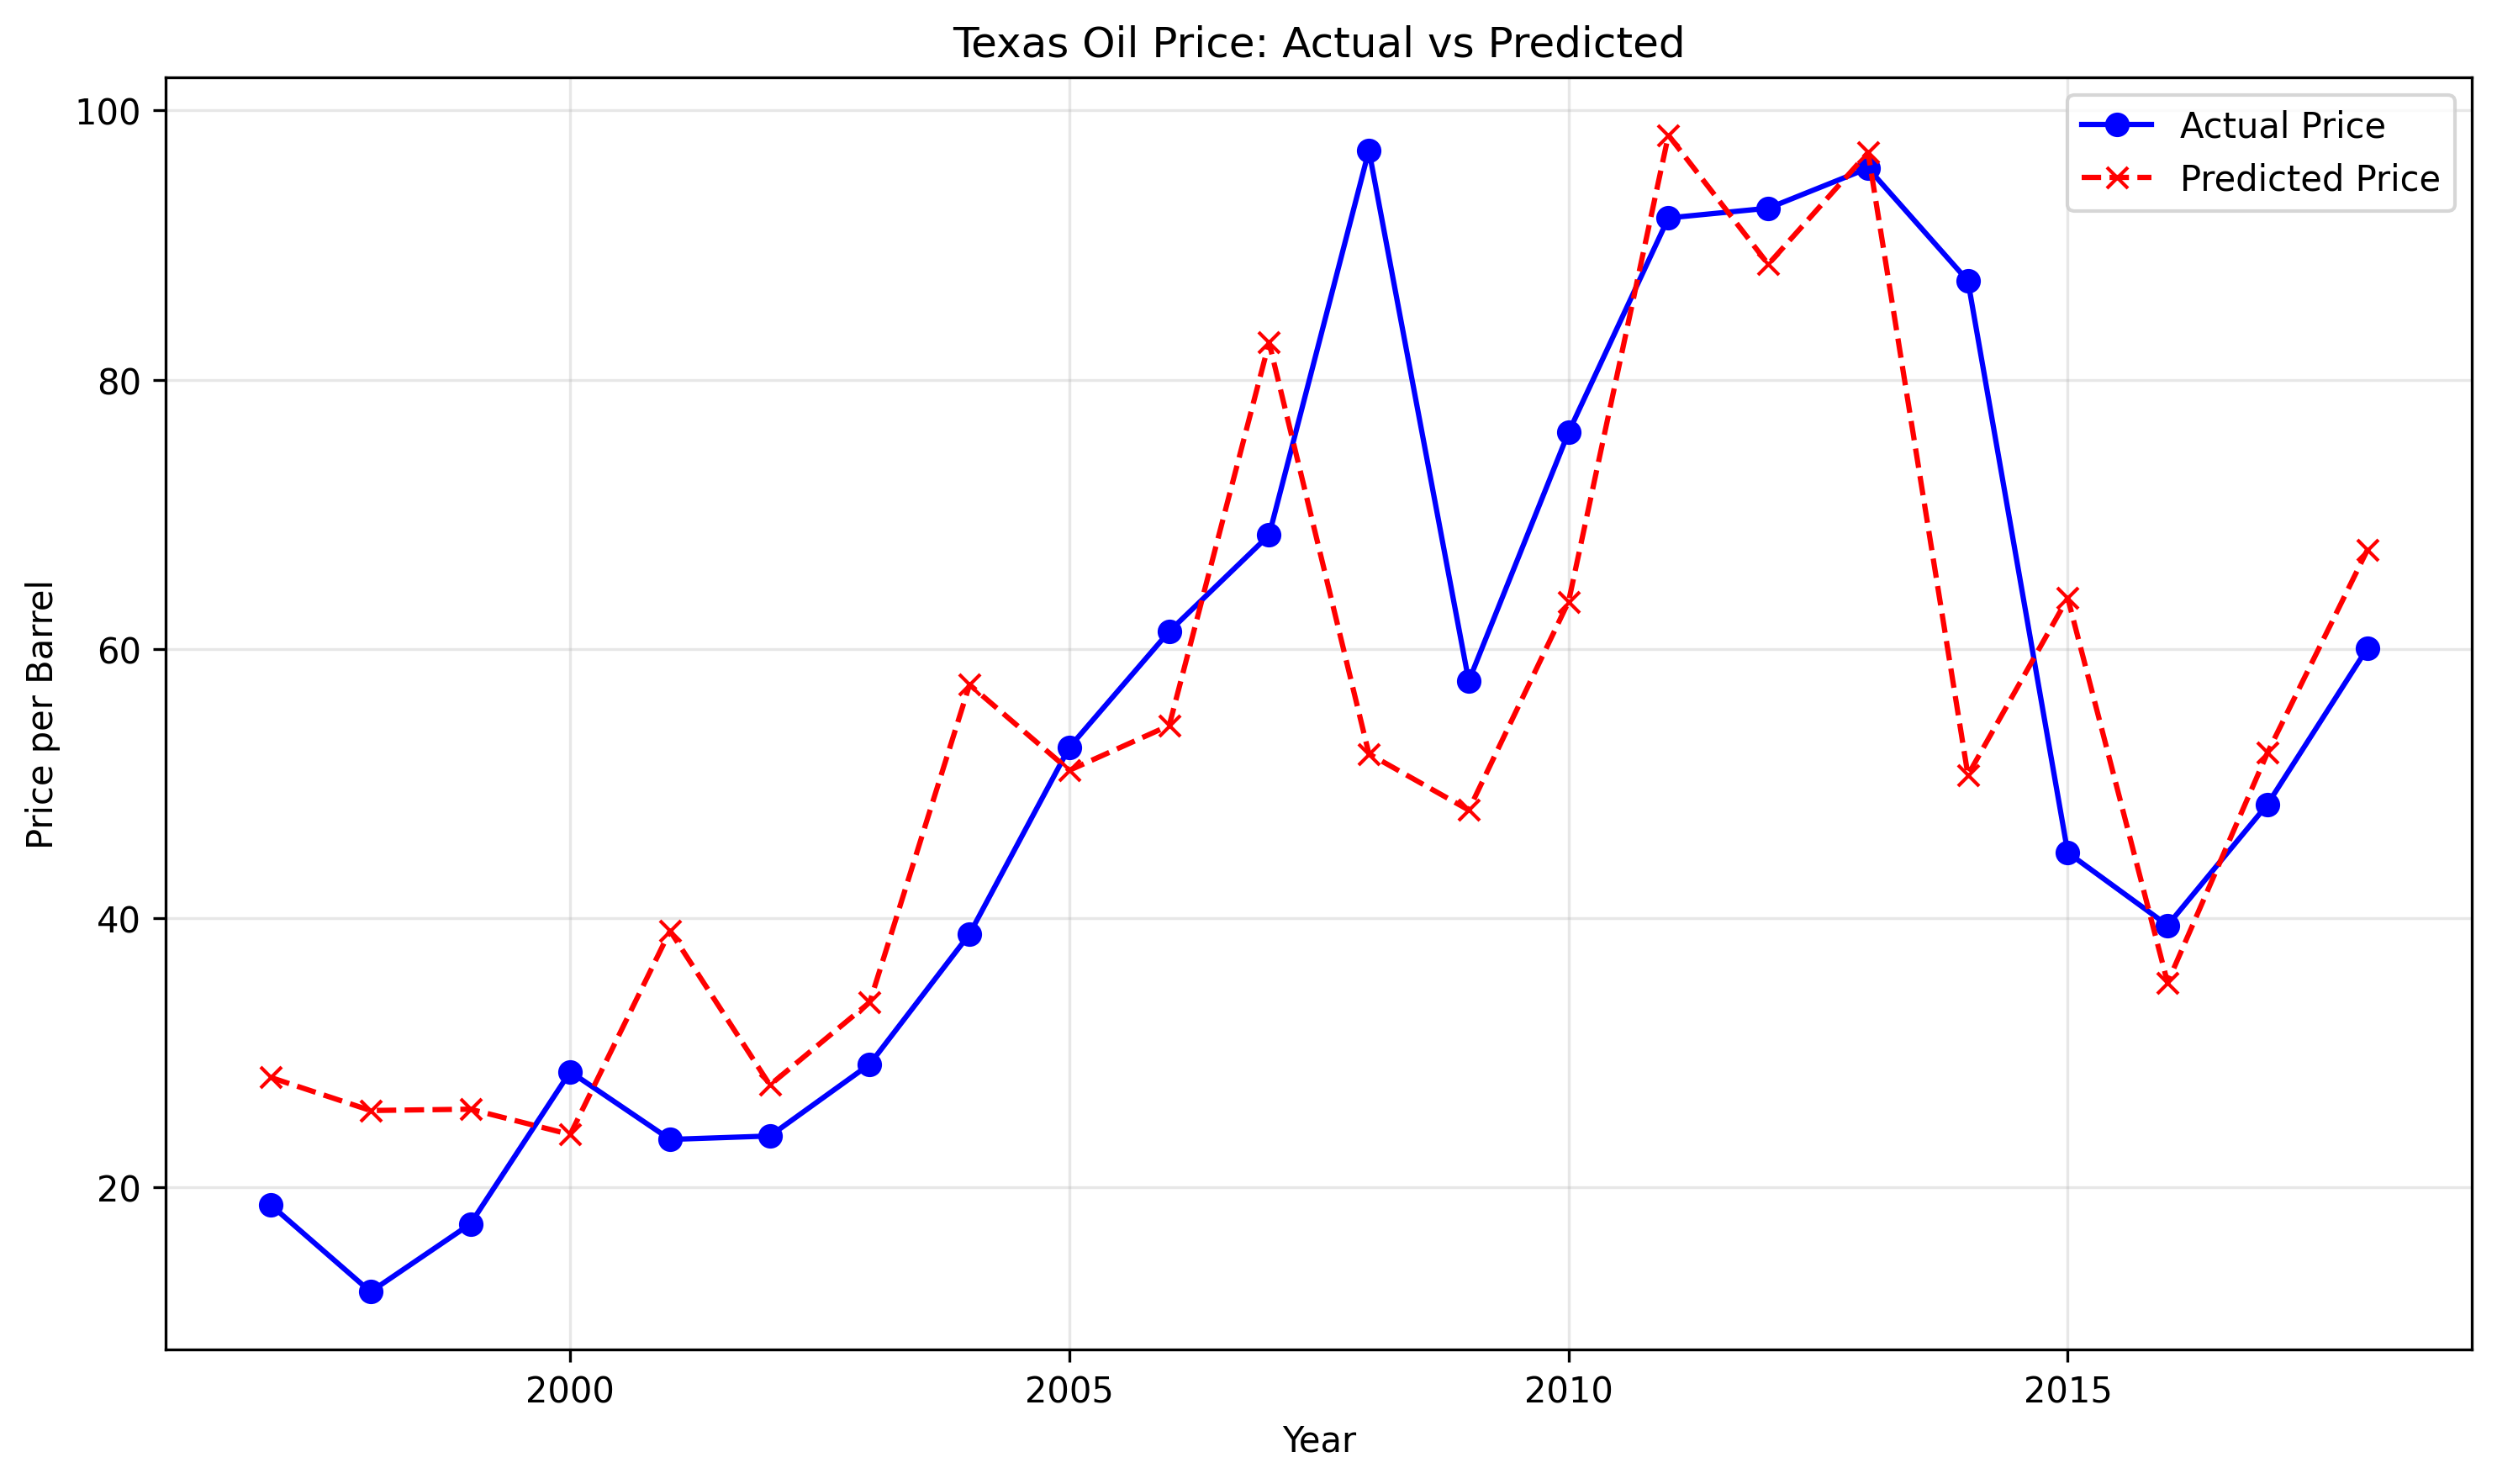 Texas Oil Price: Actual vs Predicted
Actual Price
Predicted Price
100
80
60
40
20
Price per Barrel
2000
2005
2010
2015
Year